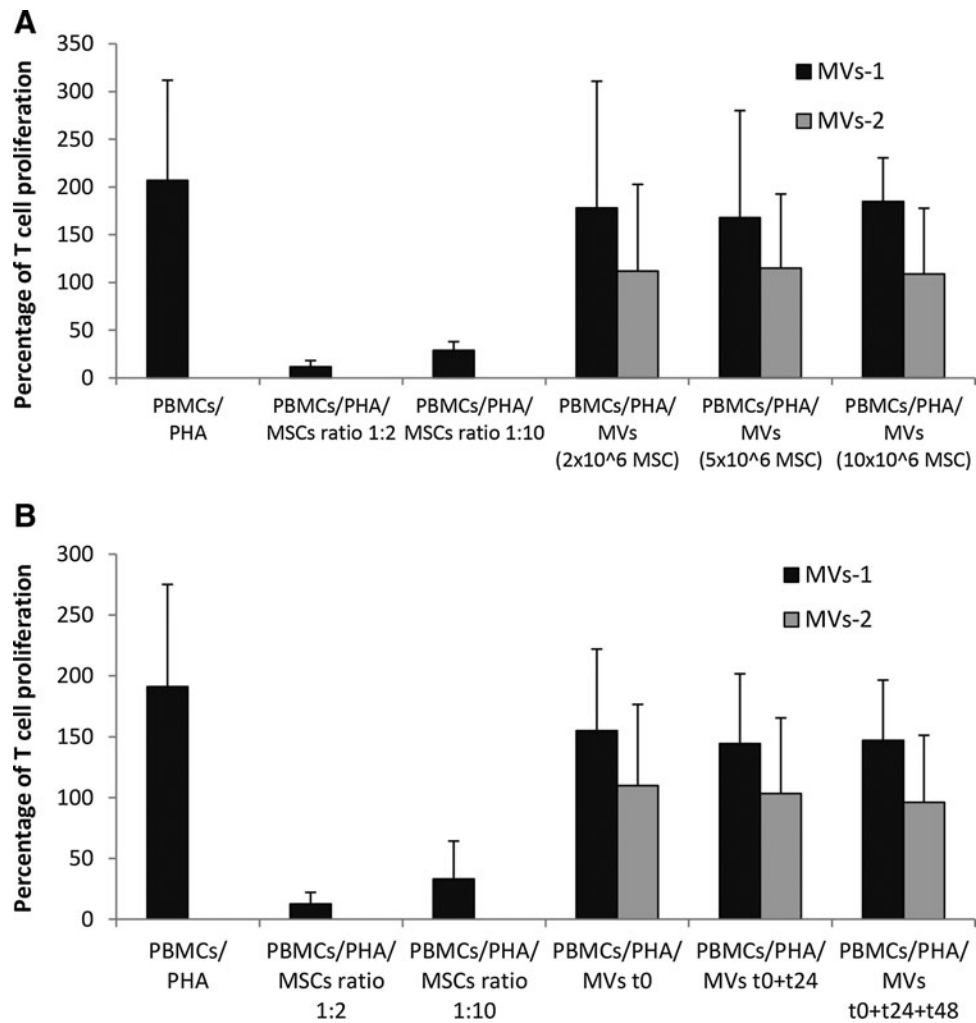 A
Percentage of T cell proliferation
350
300
250
200
150
100
50
0
MVs-1
MVs-2
PBMCs/
PHA
PBMCs/PHA/
MSCs ratio 1:2
PBMCs/PHA/
MSCs ratio 1:10
PBMCs/PHA/
MVs
(2x10^6 MSC)
PBMCs/PHA/
MVs
(5x10^6 MSC)
PBMCs/PHA/
MVs
(10x10^6 MSC)
B
Percentage of T cell proliferation
300
250
200
150
100
50
0
MVs-1
MVs-2
PBMCs/
PHA
PBMCs/PHA/
MSCs ratio
1:2
PBMCs/PHA/
MSCs ratio
1:10
PBMCs/PHA/
MVs t0
PBMCs/PHA/
MVs t0+t24
PBMCs/PHA/
MVs
t0+t24+t48